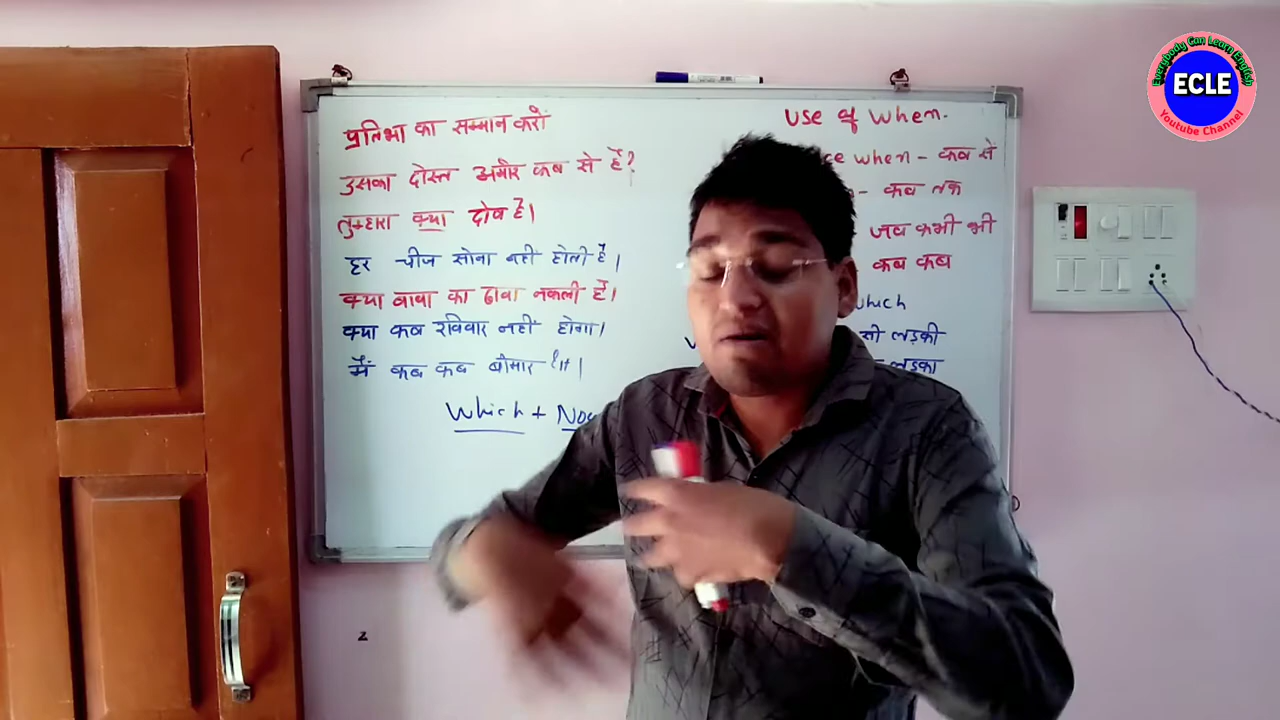 प्रतिभा का सम्मान करो
उसका दोस्त अमीर कब से है?
तुम्हारा क्या दोष है।
हर चीज सोना नहीं होती है।
क्या बाबा का ढाबा नकली है।
क्या कब रविवार नहीं होगा।
मैं कब कब बीमार था।
Which +
Use of When.
when - कब से
- कब तक
जब कभी भी
कब कब
which
सी लड़की
लड़का
Everybody Can Learn English
ECLE
Youtube Channel